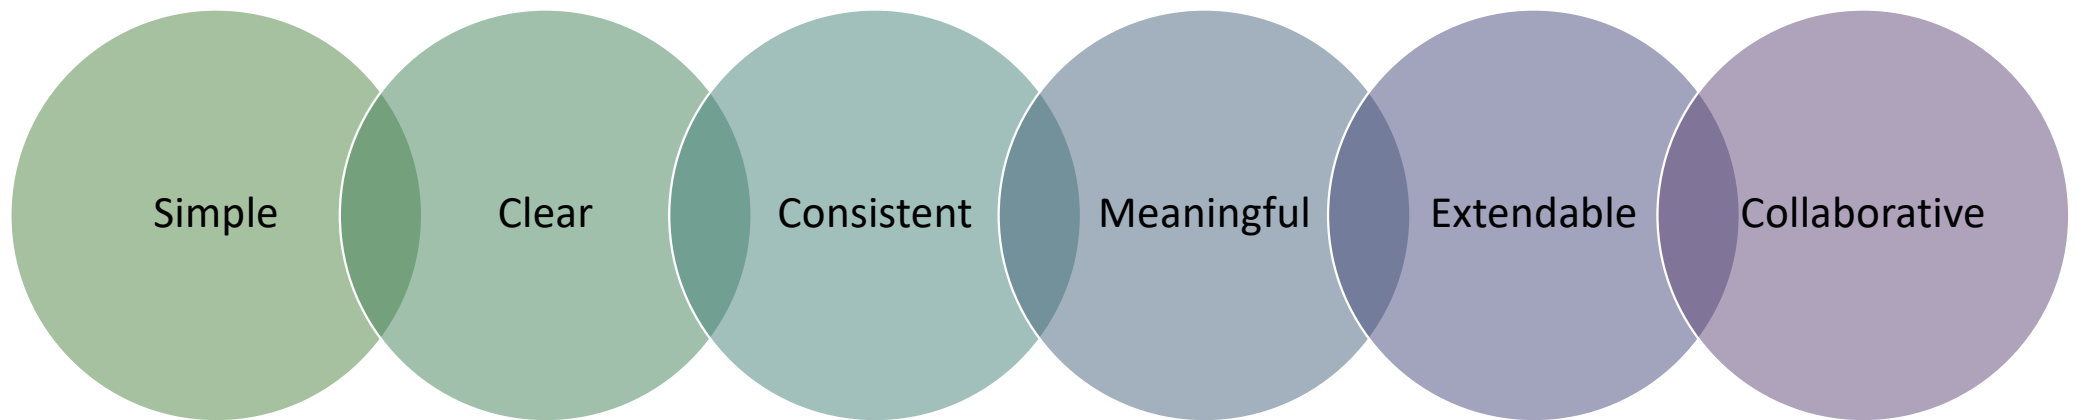 Simple
Clear
Consistent
Meaningful
Extendable
Collaborative